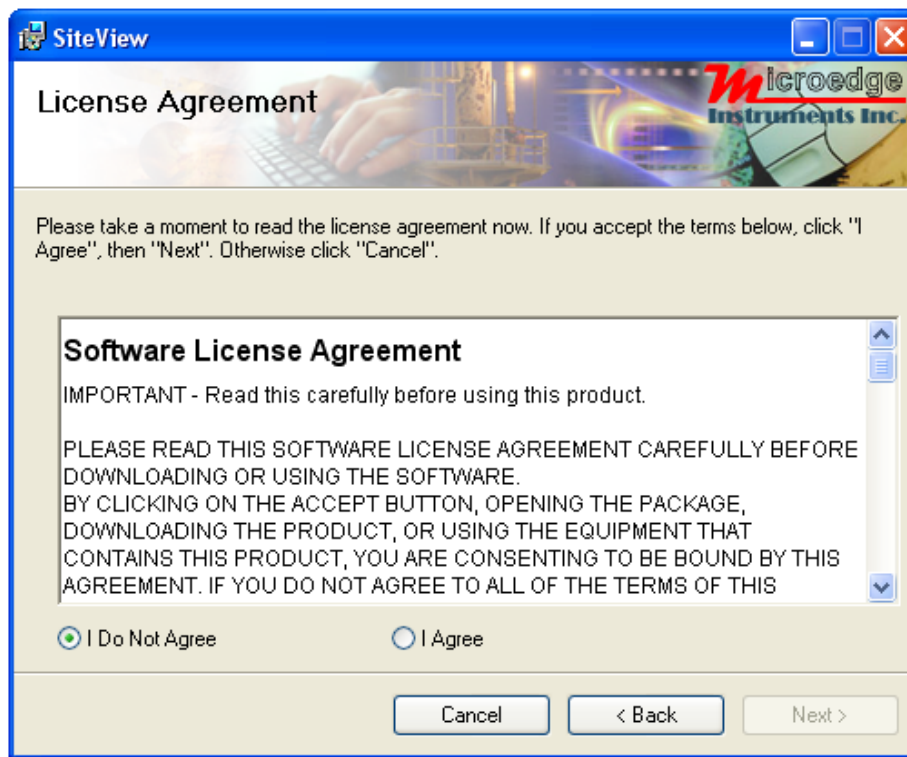 SiteView
License Agreement
Microedge
Instruments Inc.
Please take a moment to read the license agreement now. If you accept the terms below, click "I
Agree", then "Next". Otherwise click "Cancel".
Software License Agreement
IMPORTANT - Read this carefully before using this product.
PLEASE READ THIS SOFTWARE LICENSE AGREEMENT CAREFULLY BEFORE
DOWNLOADING OR USING THE SOFTWARE.
BY CLICKING ON THE ACCEPT BUTTON, OPENING THE PACKAGE,
DOWNLOADING THE PRODUCT, OR USING THE EQUIPMENT THAT
CONTAINS THIS PRODUCT, YOU ARE CONSENTING TO BE BOUND BY THIS
AGREEMENT. IF YOU DO NOT AGREE TO ALL OF THE TERMS OF THIS
I Do Not Agree
I Agree
Cancel
< Back
Next >